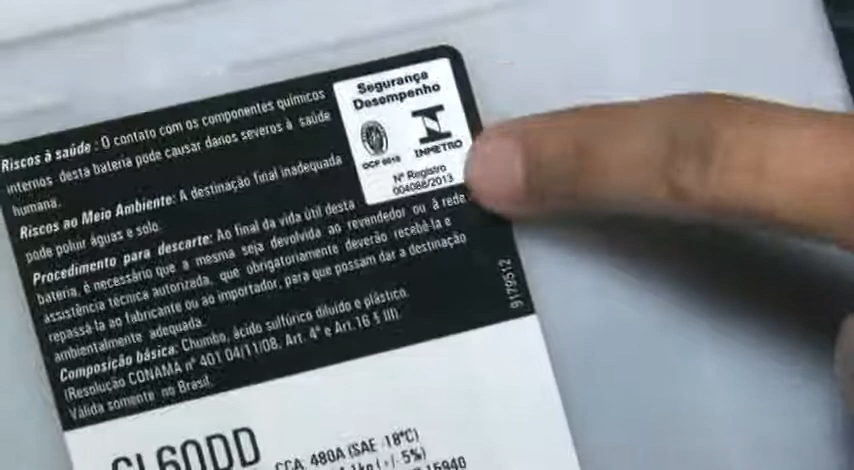 Riscos à saúde : O contato com os componentes químicos
internos desta bateria pode causar danos severos à saúde
humana.
Riscos ao Meio Ambiente: A destinação final inadequada
pode poluir águas e solo.
Procedimento para descarte: Ao final da vida útil desta
bateria, é necessário que a mesma seja devolvida ao revendedor ou à rede
assistência técnica autorizada, que obrigatoriamente deverão recebê-la e
repassá-la ao fabricante ou ao importador, para que possam dar a destinação
ambientalmente adequada.
Composição básica: Chumbo, ácido sulfúrico diluído e plástico.
(Resolução CONAMA nº 401 04/11/08. Art. 4º e Art.16 § III).
Válida somente no Brasil.
Segurança
Desempenho
OCP 0018
INMETRO
Nº Registro
004088/2013
9179512
CL60DD
CCA: 480A (SAE -18°C)
1kg (+/- 5%)
15940